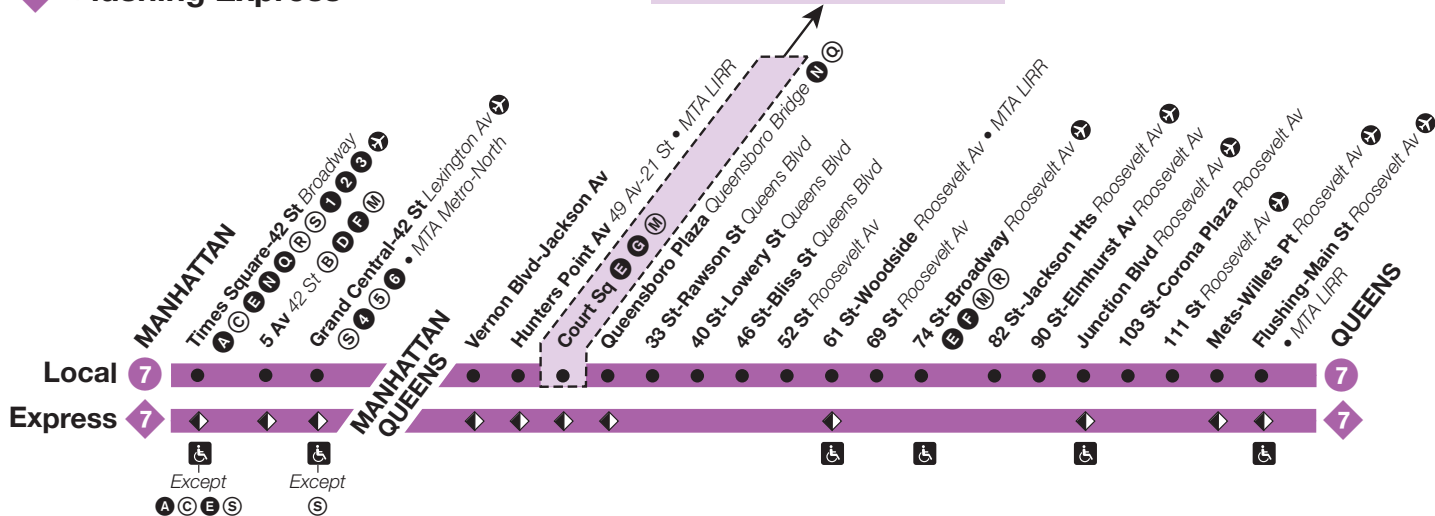 Flushing Express
MANHATTAN
Times Square-42 St Broadway
A C E N Q R S 1 2 3
5 Av 42 St B D F M
Grand Central-42 St Lexington Av
S 4 5 6 • MTA Metro-North
MANHATTAN
QUEENS
Vernon Blvd-Jackson Av
Hunters Point Av 49 Av-21 St • MTA LIRR
Court Sq E G M
Queensboro Plaza Queensboro Bridge N Q
33 St-Rawson St Queens Blvd
40 St-Lowery St Queens Blvd
46 St-Bliss St Queens Blvd
52 St Roosevelt Av
61 St-Woodside Roosevelt Av • MTA LIRR
69 St Roosevelt Av
74 St-Broadway Roosevelt Av
E F M R
82 St-Jackson Hts Roosevelt Av
90 St-Elmhurst Av Roosevelt Av
Junction Blvd Roosevelt Av
103 St-Corona Plaza Roosevelt Av
111 St Roosevelt Av
Mets-Willets Pt Roosevelt Av
Flushing-Main St Roosevelt Av
• MTA LIRR
QUEENS
Local 7 7
Express 7 7
Except
A C E S
Except
S